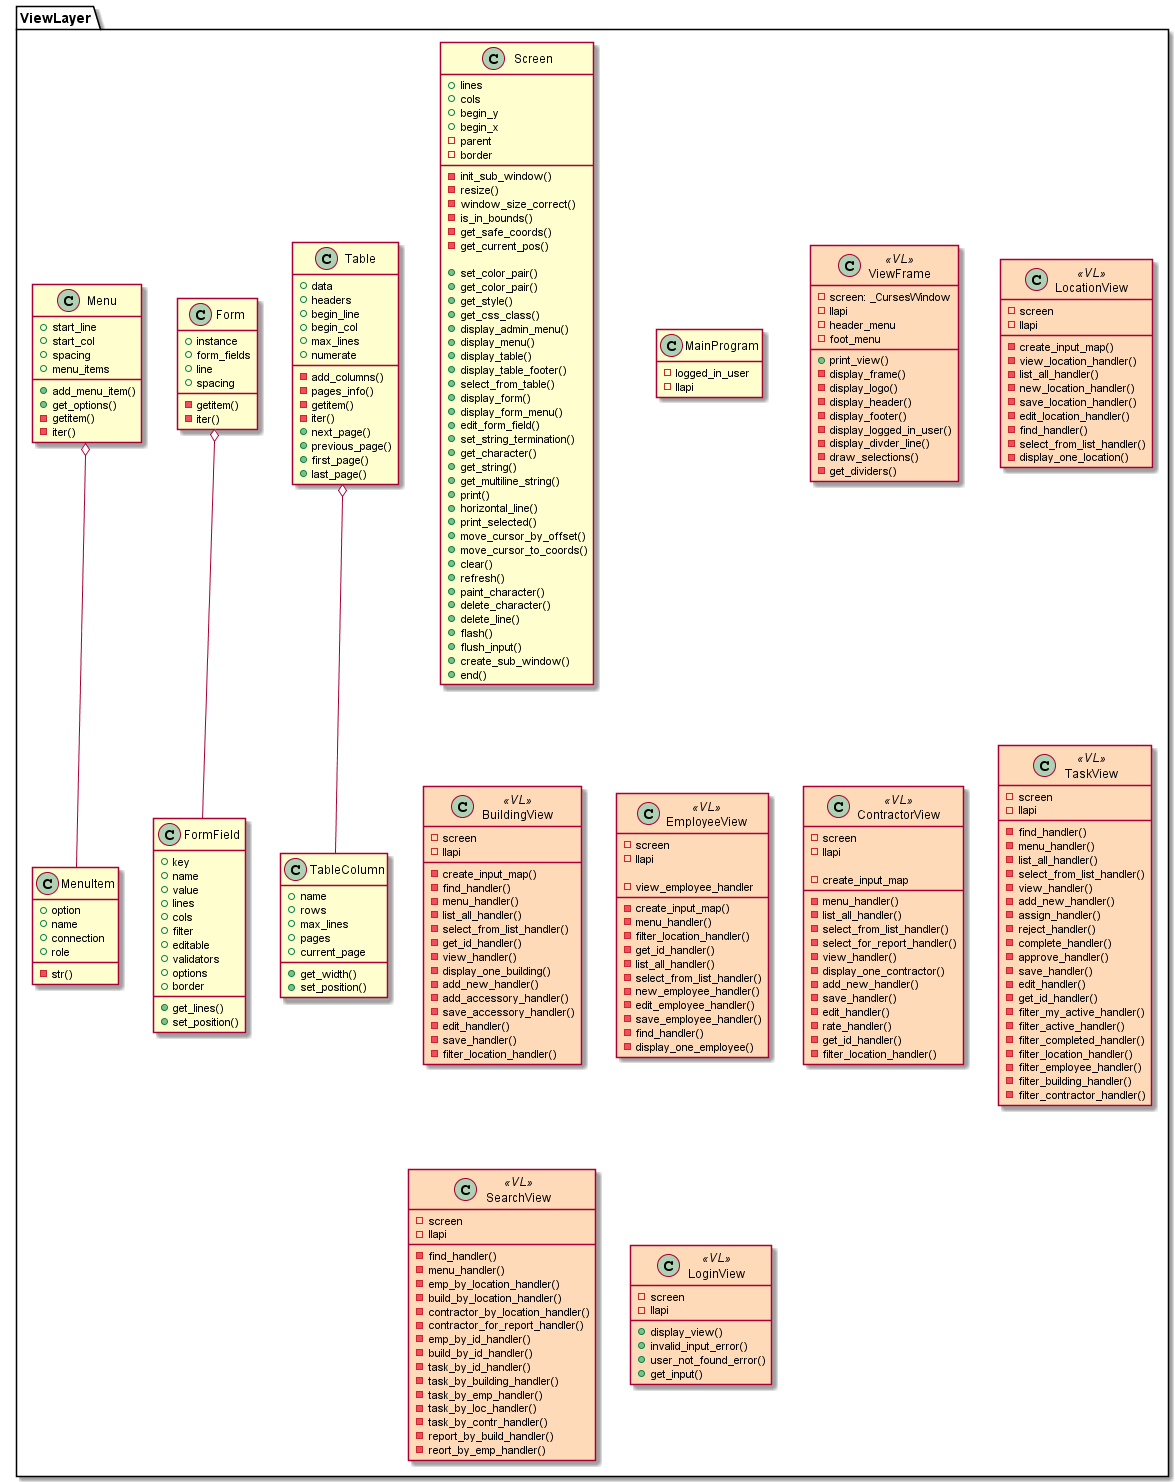 ViewLayer
C Screen
lines
cols
begin_y
begin_x
parent
border
init_sub_window()
resize()
window_size_correct()
is_in_bounds()
get_safe_coords()
get_current_pos()
set_color_pair()
get_color_pair()
get_style()
get_css_class()
display_admin_menu()
display_menu()
display_table()
display_table_footer()
select_from_table()
display_form()
display_form_menu()
edit_form_field()
set_string_termination()
get_character()
get_string()
get_multiline_string()
print()
horizontal_line()
print_selected()
move_cursor_by_offset()
move_cursor_to_coords()
clear()
refresh()
paint_character()
delete_character()
delete_line()
flash()
flush_input()
create_sub_window()
end()
C Menu
start_line
start_col
spacing
menu_items
add_menu_item()
get_options()
getitem()
iter()
C Form
instance
form_fields
line
spacing
getitem()
iter()
C Table
data
headers
begin_line
begin_col
max_lines
numerate
add_columns()
pages_info()
getitem()
iter()
next_page()
previous_page()
first_page()
last_page()
C MainProgram
logged_in_user
llapi
C «VL»
ViewFrame
screen: _CursesWindow
llapi
header_menu
foot_menu
print_view()
display_frame()
display_logo()
display_header()
display_footer()
display_logged_in_user()
display_divder_line()
draw_selections()
get_dividers()
C «VL»
LocationView
screen
llapi
create_input_map()
view_location_handler()
list_all_handler()
new_location_handler()
save_location_handler()
edit_location_handler()
find_handler()
select_from_list_handler()
display_one_location()
C MenuItem
option
name
connection
role
str()
C FormField
key
name
value
lines
cols
filter
editable
validators
options
border
get_lines()
set_position()
C TableColumn
name
rows
max_lines
pages
current_page
get_width()
set_position()
C «VL»
BuildingView
screen
llapi
create_input_map()
find_handler()
menu_handler()
list_all_handler()
select_from_list_handler()
get_id_handler()
view_handler()
display_one_building()
add_new_handler()
add_accessory_handler()
save_accessory_handler()
edit_handler()
save_handler()
filter_location_handler()
C «VL»
EmployeeView
screen
llapi
view_employee_handler
create_input_map()
menu_handler()
filter_location_handler()
get_id_handler()
list_all_handler()
select_from_list_handler()
new_employee_handler()
edit_employee_handler()
save_employee_handler()
find_handler()
display_one_employee()
C «VL»
ContractorView
screen
llapi
create_input_map
menu_handler()
list_all_handler()
select_from_list_handler()
select_for_report_handler()
view_handler()
display_one_contractor()
add_new_handler()
save_handler()
edit_handler()
rate_handler()
get_id_handler()
filter_location_handler()
C «VL»
TaskView
screen
llapi
find_handler()
menu_handler()
list_all_handler()
select_from_list_handler()
view_handler()
add_new_handler()
assign_handler()
reject_handler()
complete_handler()
approve_handler()
save_handler()
edit_handler()
get_id_handler()
filter_my_active_handler()
filter_active_handler()
filter_completed_handler()
filter_location_handler()
filter_employee_handler()
filter_building_handler()
filter_contractor_handler()
C «VL»
SearchView
screen
llapi
find_handler()
menu_handler()
emp_by_location_handler()
build_by_location_handler()
contractor_by_location_handler()
contractor_for_report_handler()
emp_by_id_handler()
build_by_id_handler()
task_by_id_handler()
task_by_building_handler()
task_by_emp_handler()
task_by_loc_handler()
task_by_contr_handler()
report_by_build_handler()
reort_by_emp_handler()
C «VL»
LoginView
screen
llapi
display_view()
invalid_input_error()
user_not_found_error()
get_input()